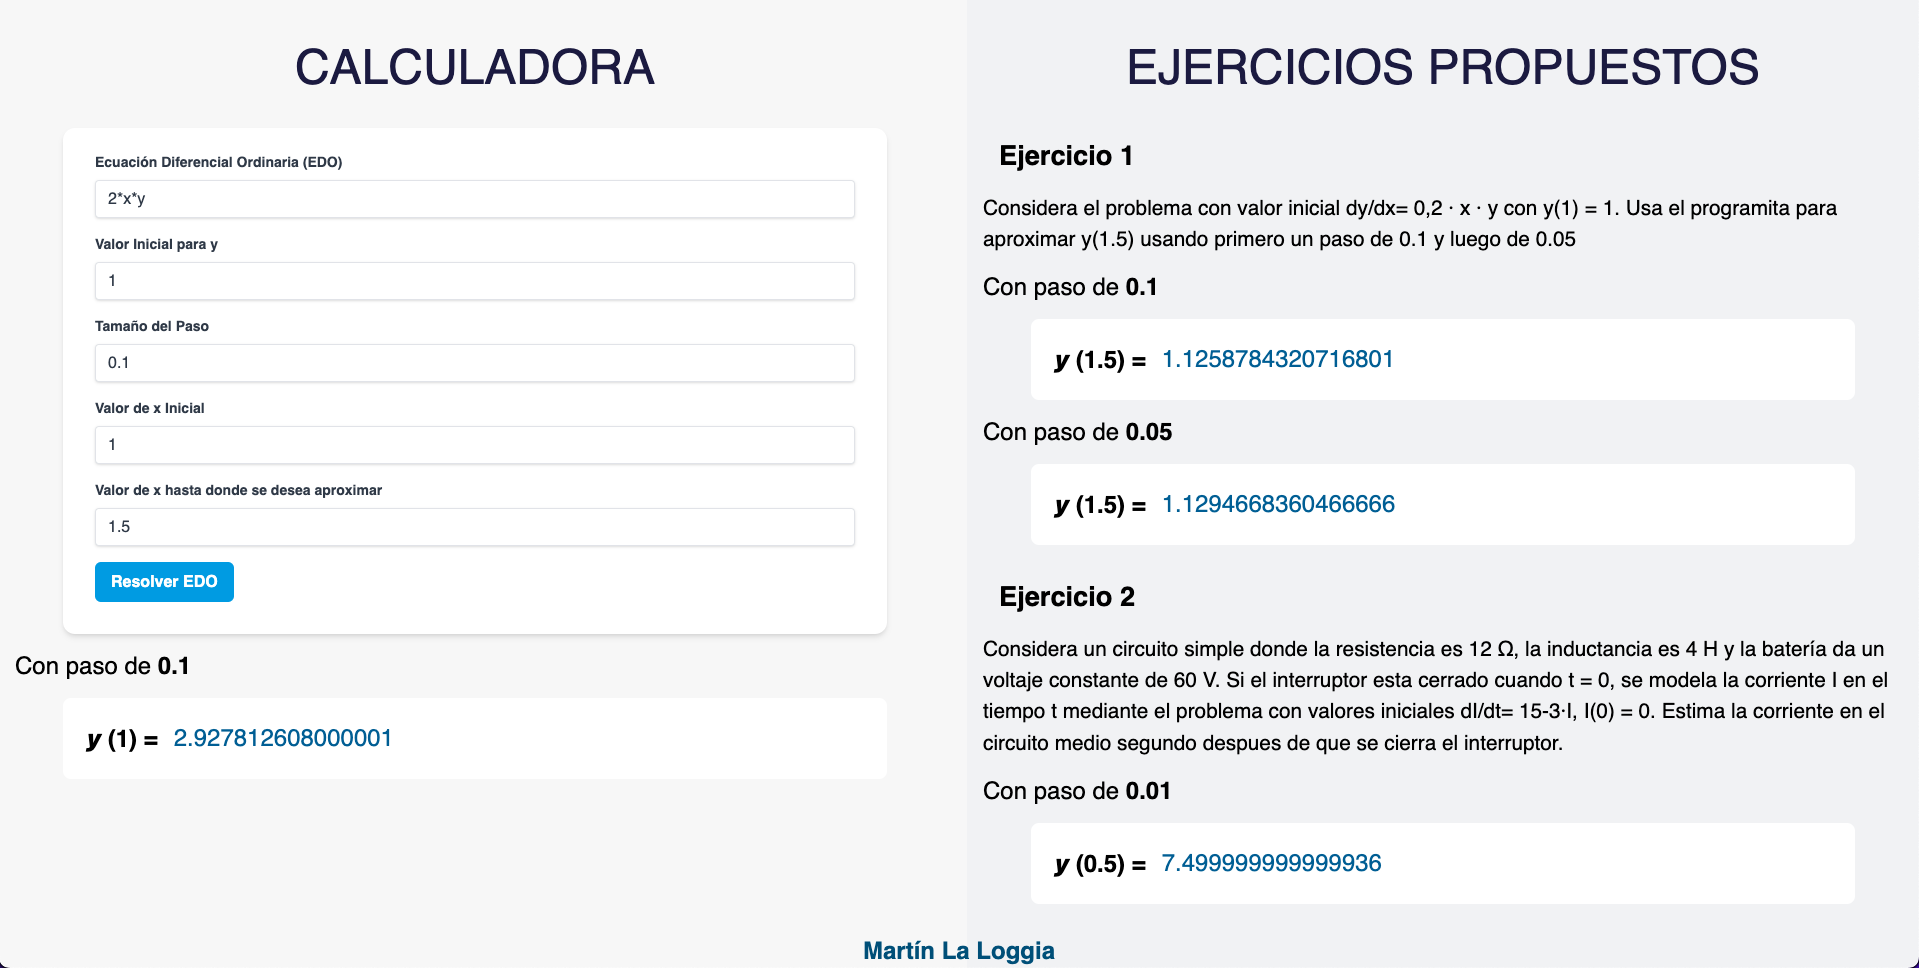 CALCULADORA
Ecuación Diferencial Ordinaria (EDO)
2*x*y
Valor Inicial para y
1
Tamaño del Paso
0.1
Valor de x Inicial
1
Valor de x hasta donde se desea aproximar
1.5
Resolver EDO
Con paso de 0.1
y (1) = 2.927812608000001
EJERCICIOS PROPUESTOS
Ejercicio 1
Considera el problema con valor inicial dy/dx= 0,2 · x · y con y(1) = 1. Usa el programita para
aproximar y(1.5) usando primero un paso de 0.1 y luego de 0.05
Con paso de 0.1
y (1.5) = 1.1258784320716801
Con paso de 0.05
y (1.5) = 1.1294668360466666
Ejercicio 2
Considera un circuito simple donde la resistencia es 12 Ω, la inductancia es 4 H y la batería da un
voltaje constante de 60 V. Si el interruptor esta cerrado cuando t = 0, se modela la corriente I en el
tiempo t mediante el problema con valores iniciales dI/dt= 15-3·I, I(0) = 0. Estima la corriente en el
circuito medio segundo despues de que se cierra el interruptor.
Con paso de 0.01
y (0.5) = 7.499999999999936
Martín La Loggia